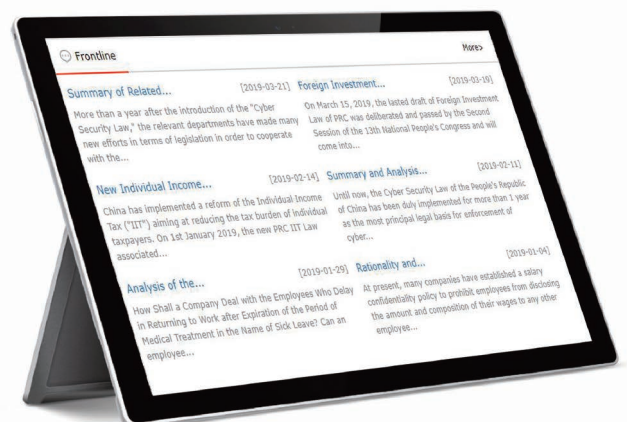 Frontline
More>
Summary of Related...
[2019-03-21]
More than a year after the introduction of the "Cyber
Security Law," the relevant departments have made many
new efforts in terms of legislation in order to cooperate
with the...
Foreign Investment...
[2019-03-19]
On March 15, 2019, the lasted draft of Foreign Investment
Law of PRC was deliberated and passed by the Second
Session of the 13th National People's Congress and will
come into...
New Individual Income...
[2019-02-14]
China has implemented a reform of the Individual Income
Tax ("IIT") aiming at reducing the tax burden of individual
taxpayers. On 1st January 2019, the new PRC IIT Law
associated...
Summary and Analysis...
[2019-02-11]
Until now, the Cyber Security Law of the People's Republic
of China has been duly implemented for more than 1 year
as the most principal legal basis for enforcement of
cyber...
Analysis of the...
[2019-01-29]
How Shall a Company Deal with the Employees Who Delay
in Returning to Work after Expiration of the Period of
Medical Treatment in the Name of Sick Leave? Can an
employee...
Rationality and...
[2019-01-04]
At present, many companies have established a salary
confidentiality policy to prohibit employees from disclosing
the amount and composition of their wages to any other
employee...